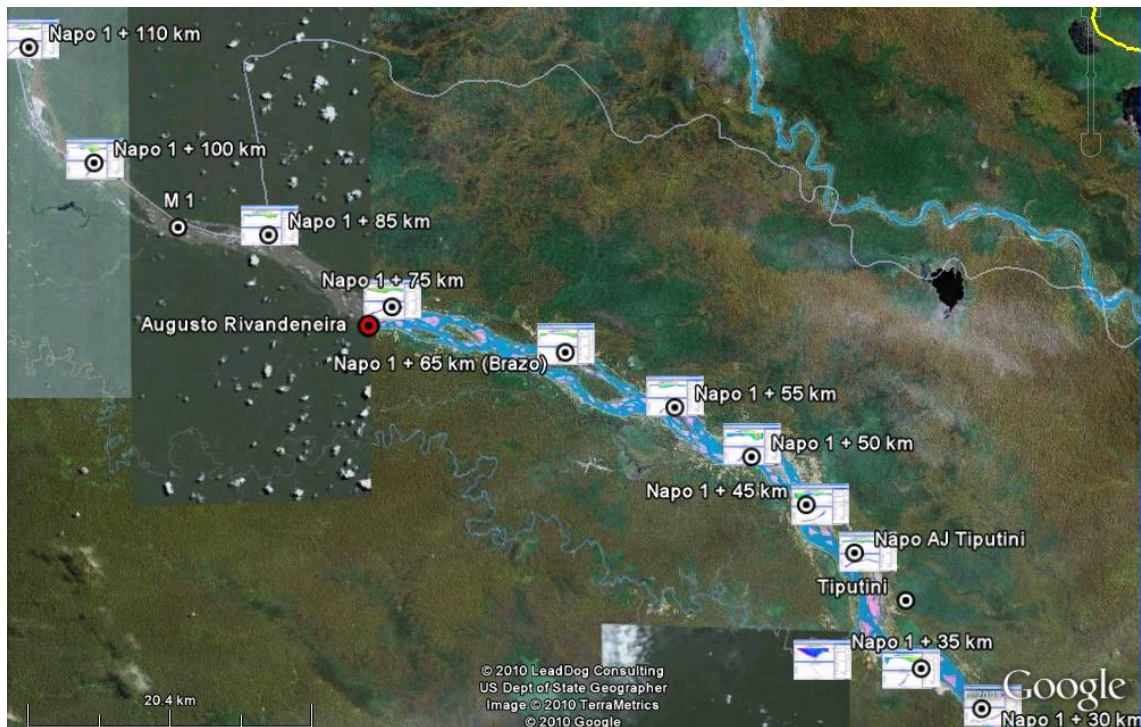 Napo 1 + 110 km
Napo 1 + 100 km
M 1
Napo 1 + 85 km
Napo 1 + 75 km
Augusto Rivandeneira
Napo 1 + 65 km (Brazo)
Napo 1 + 55 km
Napo 1 + 50 km
Napo 1 + 45 km
Napo AJ Tiputini
Tiputini
Napo 1 + 35 km
© 2010 LeadDog Consulting
US Dept of State Geographer
Image © 2010 TerraMetrics
© 2010 Google
20.4 km
Google
Napo 1 + 30 km